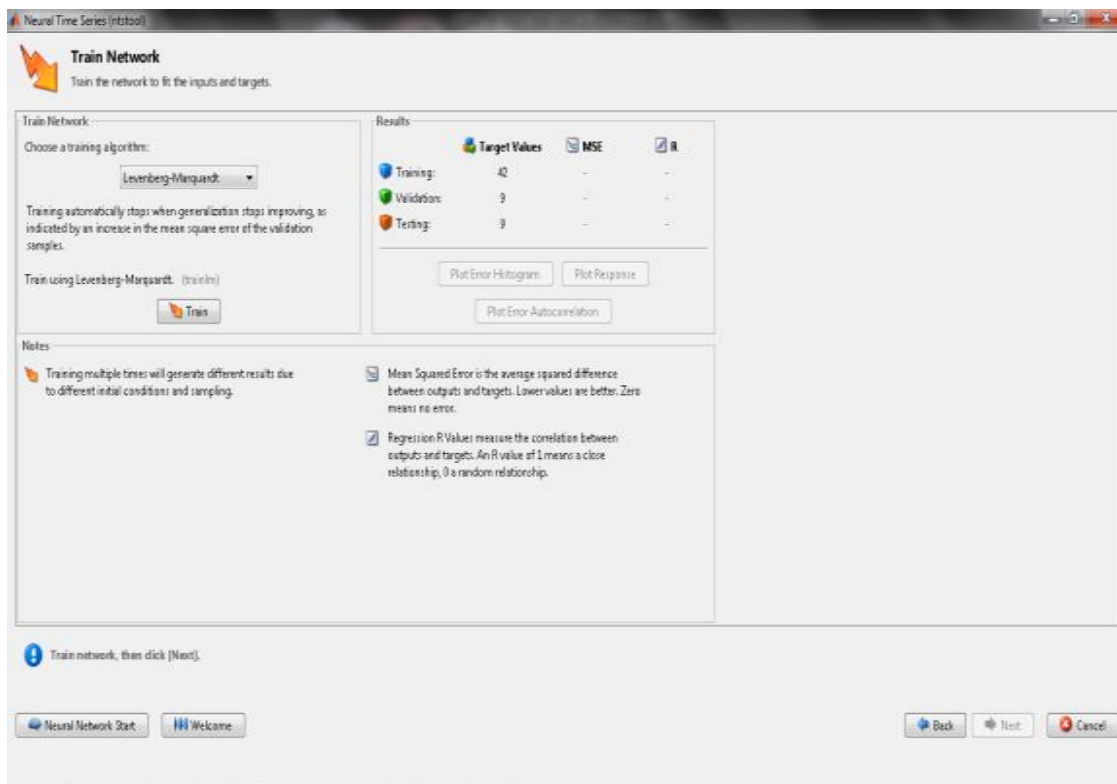 Neural Time Series (ntstool)
Train Network
Train the network to fit the inputs and targets.
Train Network
Choose a training algorithm:
Levenberg-Marquardt
Training automatically stops when generalization stops improving, as
indicated by an increase in the mean square error of the validation
samples.
Train using Levenberg-Marquardt. (trainlm)
Train
Results
Target Values MSE R
Training: 42 - -
Validation: 9 - -
Testing: 9 - -
Plot Error Histogram Plot Response
Plot Error Autocorrelation
Notes
Training multiple times will generate different results due
to different initial conditions and sampling.
Mean Squared Error is the average squared difference
between outputs and targets. Lower values are better. Zero
means no error.
Regression R Values measure the correlation between
outputs and targets. An R value of 1 means a close
relationship, 0 a random relationship.
Train network, then click [Next].
Neural Network Start Welcome Back Next Cancel